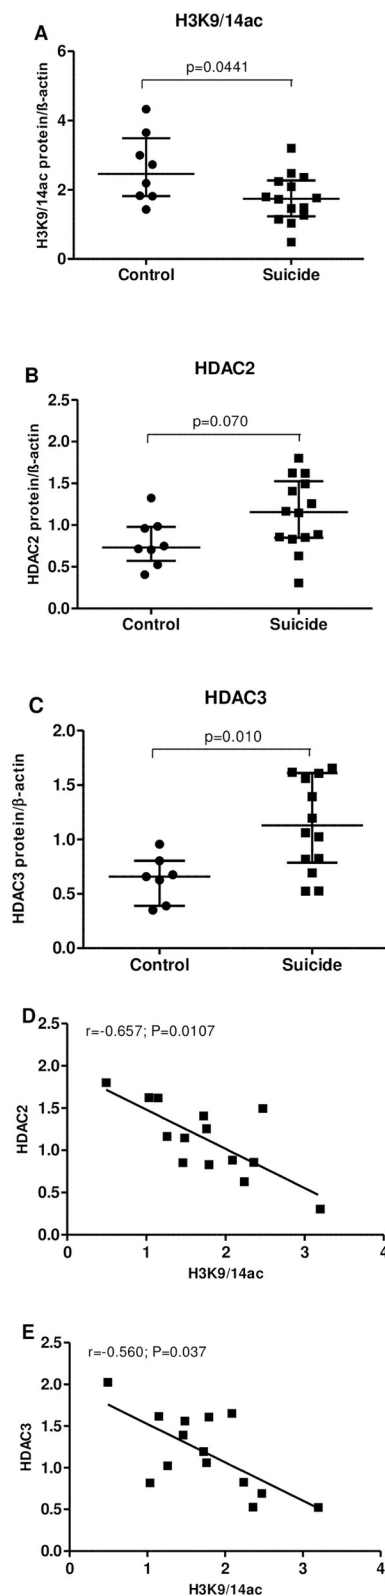 H3K9/14ac
A
p=0.0441
H3K9/14ac protein/ß-actin
6
4
2
0
Control Suicide
HDAC2
B
p=0.070
HDAC2 protein/ß-actin
2.5
2.0
1.5
1.0
0.5
0.0
Control Suicide
HDAC3
C
p=0.010
HDAC3 protein/β-actin
2.0
1.5
1.0
0.5
0.0
Control Suicide
D
r=-0.657; P=0.0107
HDAC2
2.5
2.0
1.5
1.0
0.5
0.0
0 1 2 3 4
H3K9/14ac
E
r=-0.560; P=0.037
HDAC3
2.5
2.0
1.5
1.0
0.5
0.0
0 1 2 3 4
H3K9/14ac